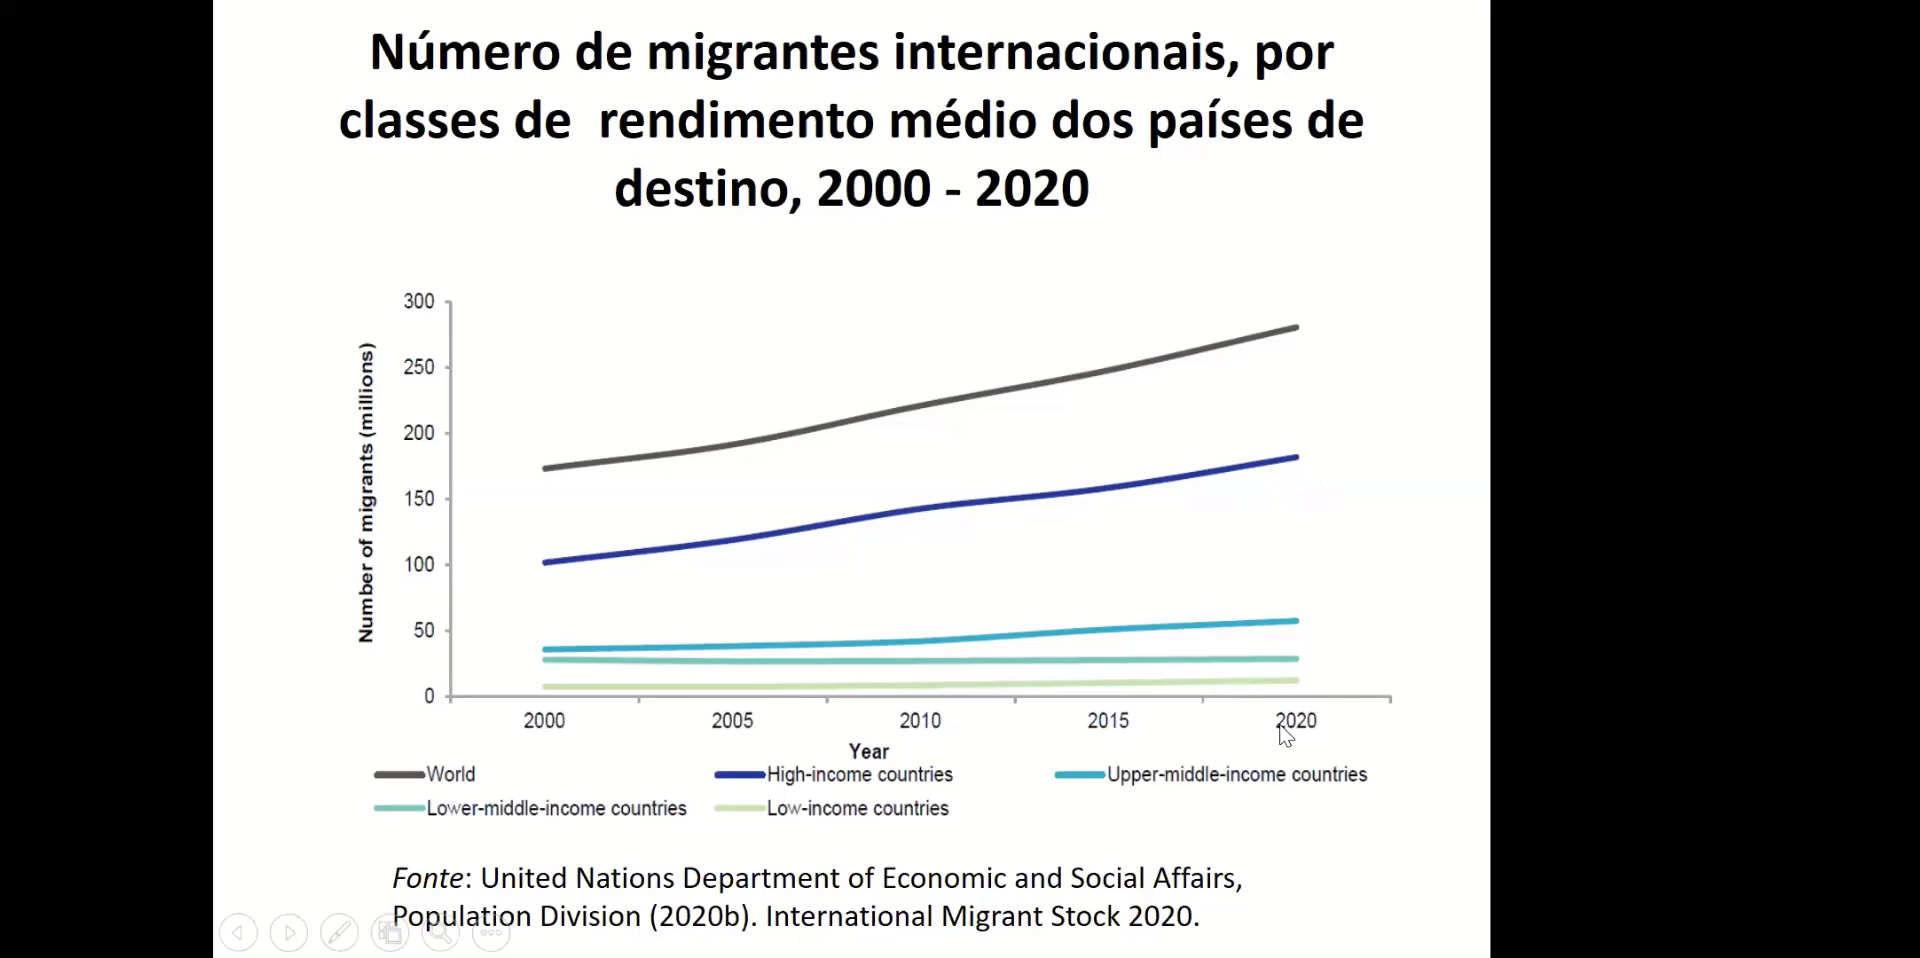 Número de migrantes internacionais, por
classes de rendimento médio dos países de
destino, 2000 - 2020
300
250
200
150
100
50
0
Number of migrants (millions)
2000 2005 2010 2015 2020
Year
World High-income countries Upper-middle-income countries
Lower-middle-income countries Low-income countries
Fonte: United Nations Department of Economic and Social Affairs,
Population Division (2020b). International Migrant Stock 2020.